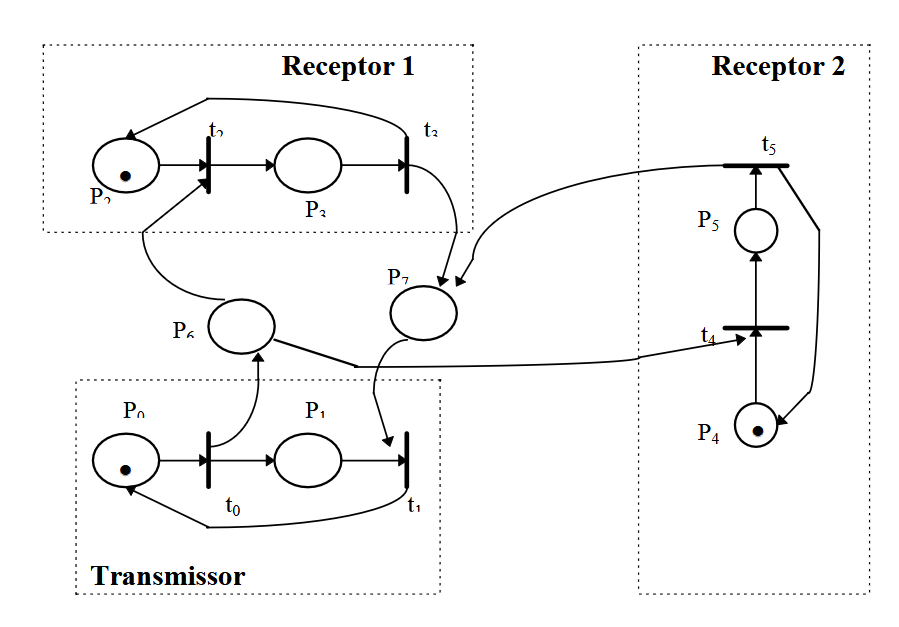 Receptor 1
Receptor 2
t2
t3
t5
P2
P3
P5
P7
P6
t4
P0
P1
P4
t0
t1
Transmissor